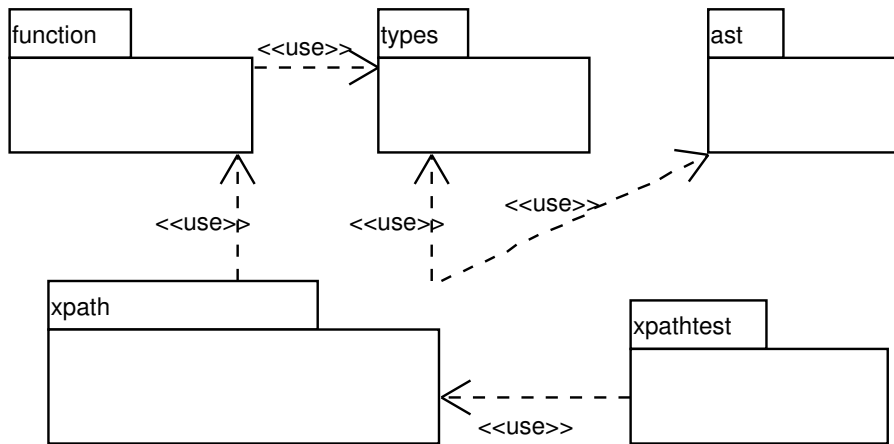 function
<<use>>
types
ast
<<use>>
<<use>>
<<use>>
xpath
xpathtest
<<use>>